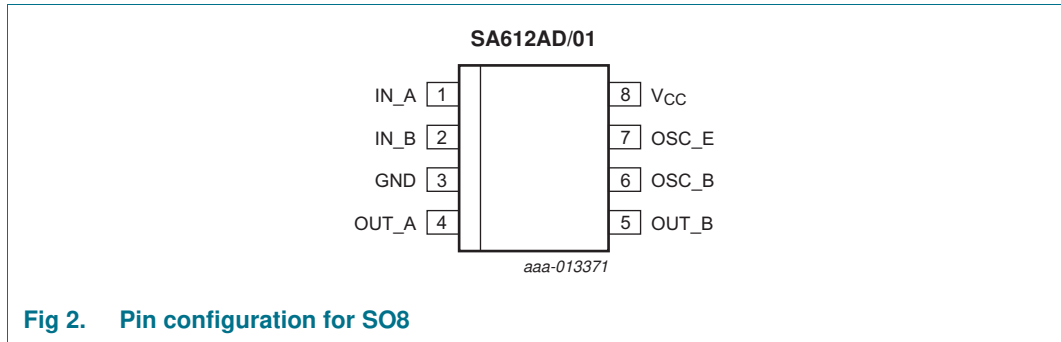 SA612AD/01
IN_A 1 8 VCC
IN_B 2 7 OSC_E
GND 3 6 OSC_B
OUT_A 4 5 OUT_B
aaa-013371
Fig 2. Pin configuration for SO8